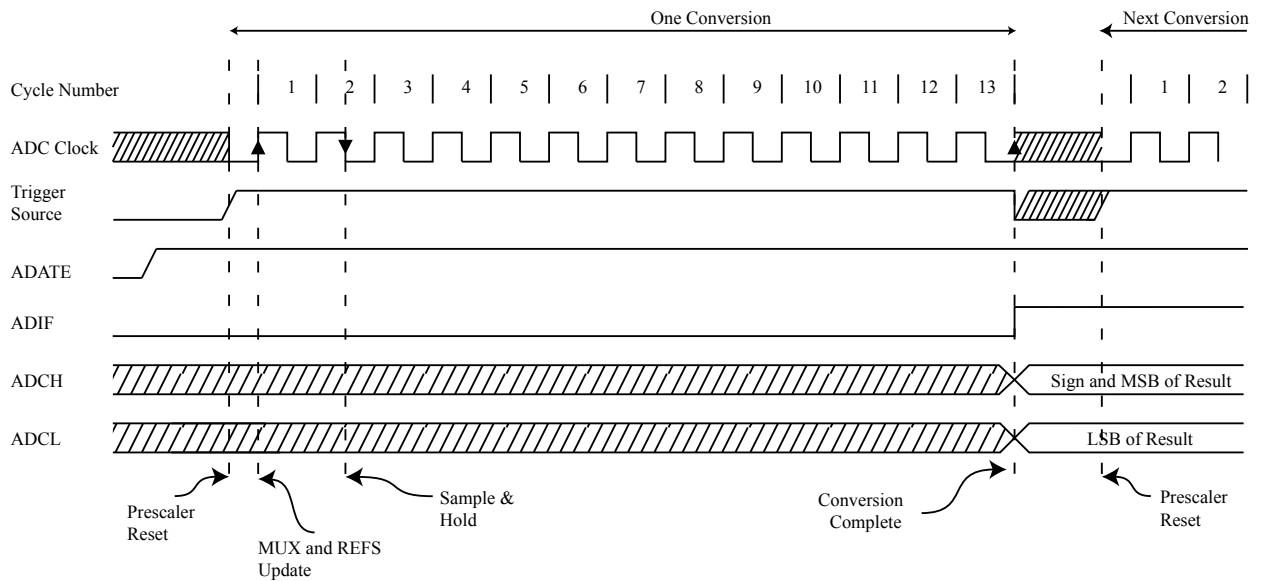 One Conversion
Next Conversion
Cycle Number
1 2 3 4 5 6 7 8 9 10 11 12 13 1 2
ADC Clock
Trigger
Source
ADATE
ADIF
ADCH
Sign and MSB of Result
ADCL
LSB of Result
Prescaler
Reset
MUX and REFS
Update
Sample &
Hold
Conversion
Complete
Prescaler
Reset